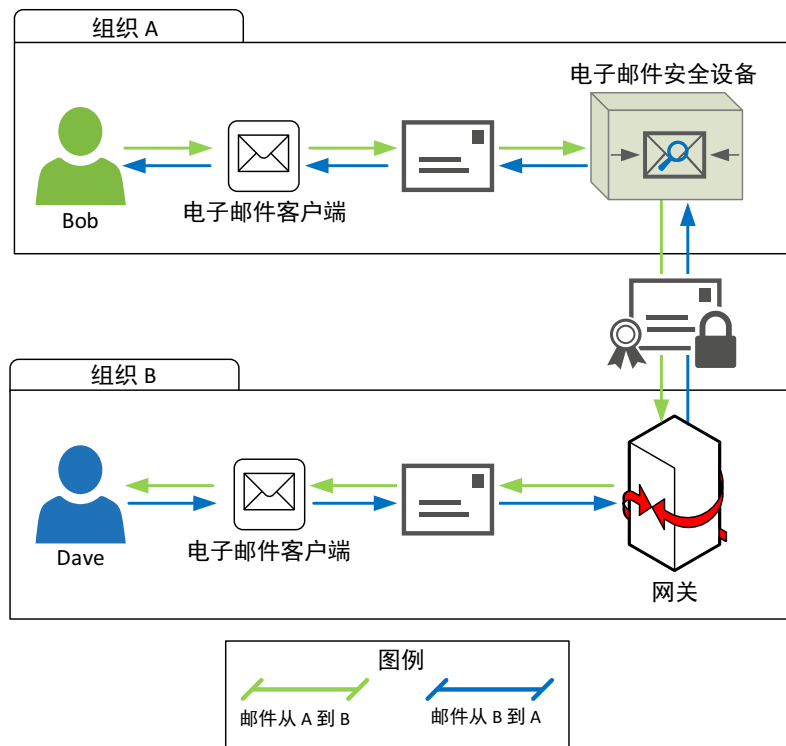 组织 A
电子邮件安全设备
Bob
电子邮件客户端
组织 B
Dave
电子邮件客户端
网关
图例
邮件从 A 到 B
邮件从 B 到 A